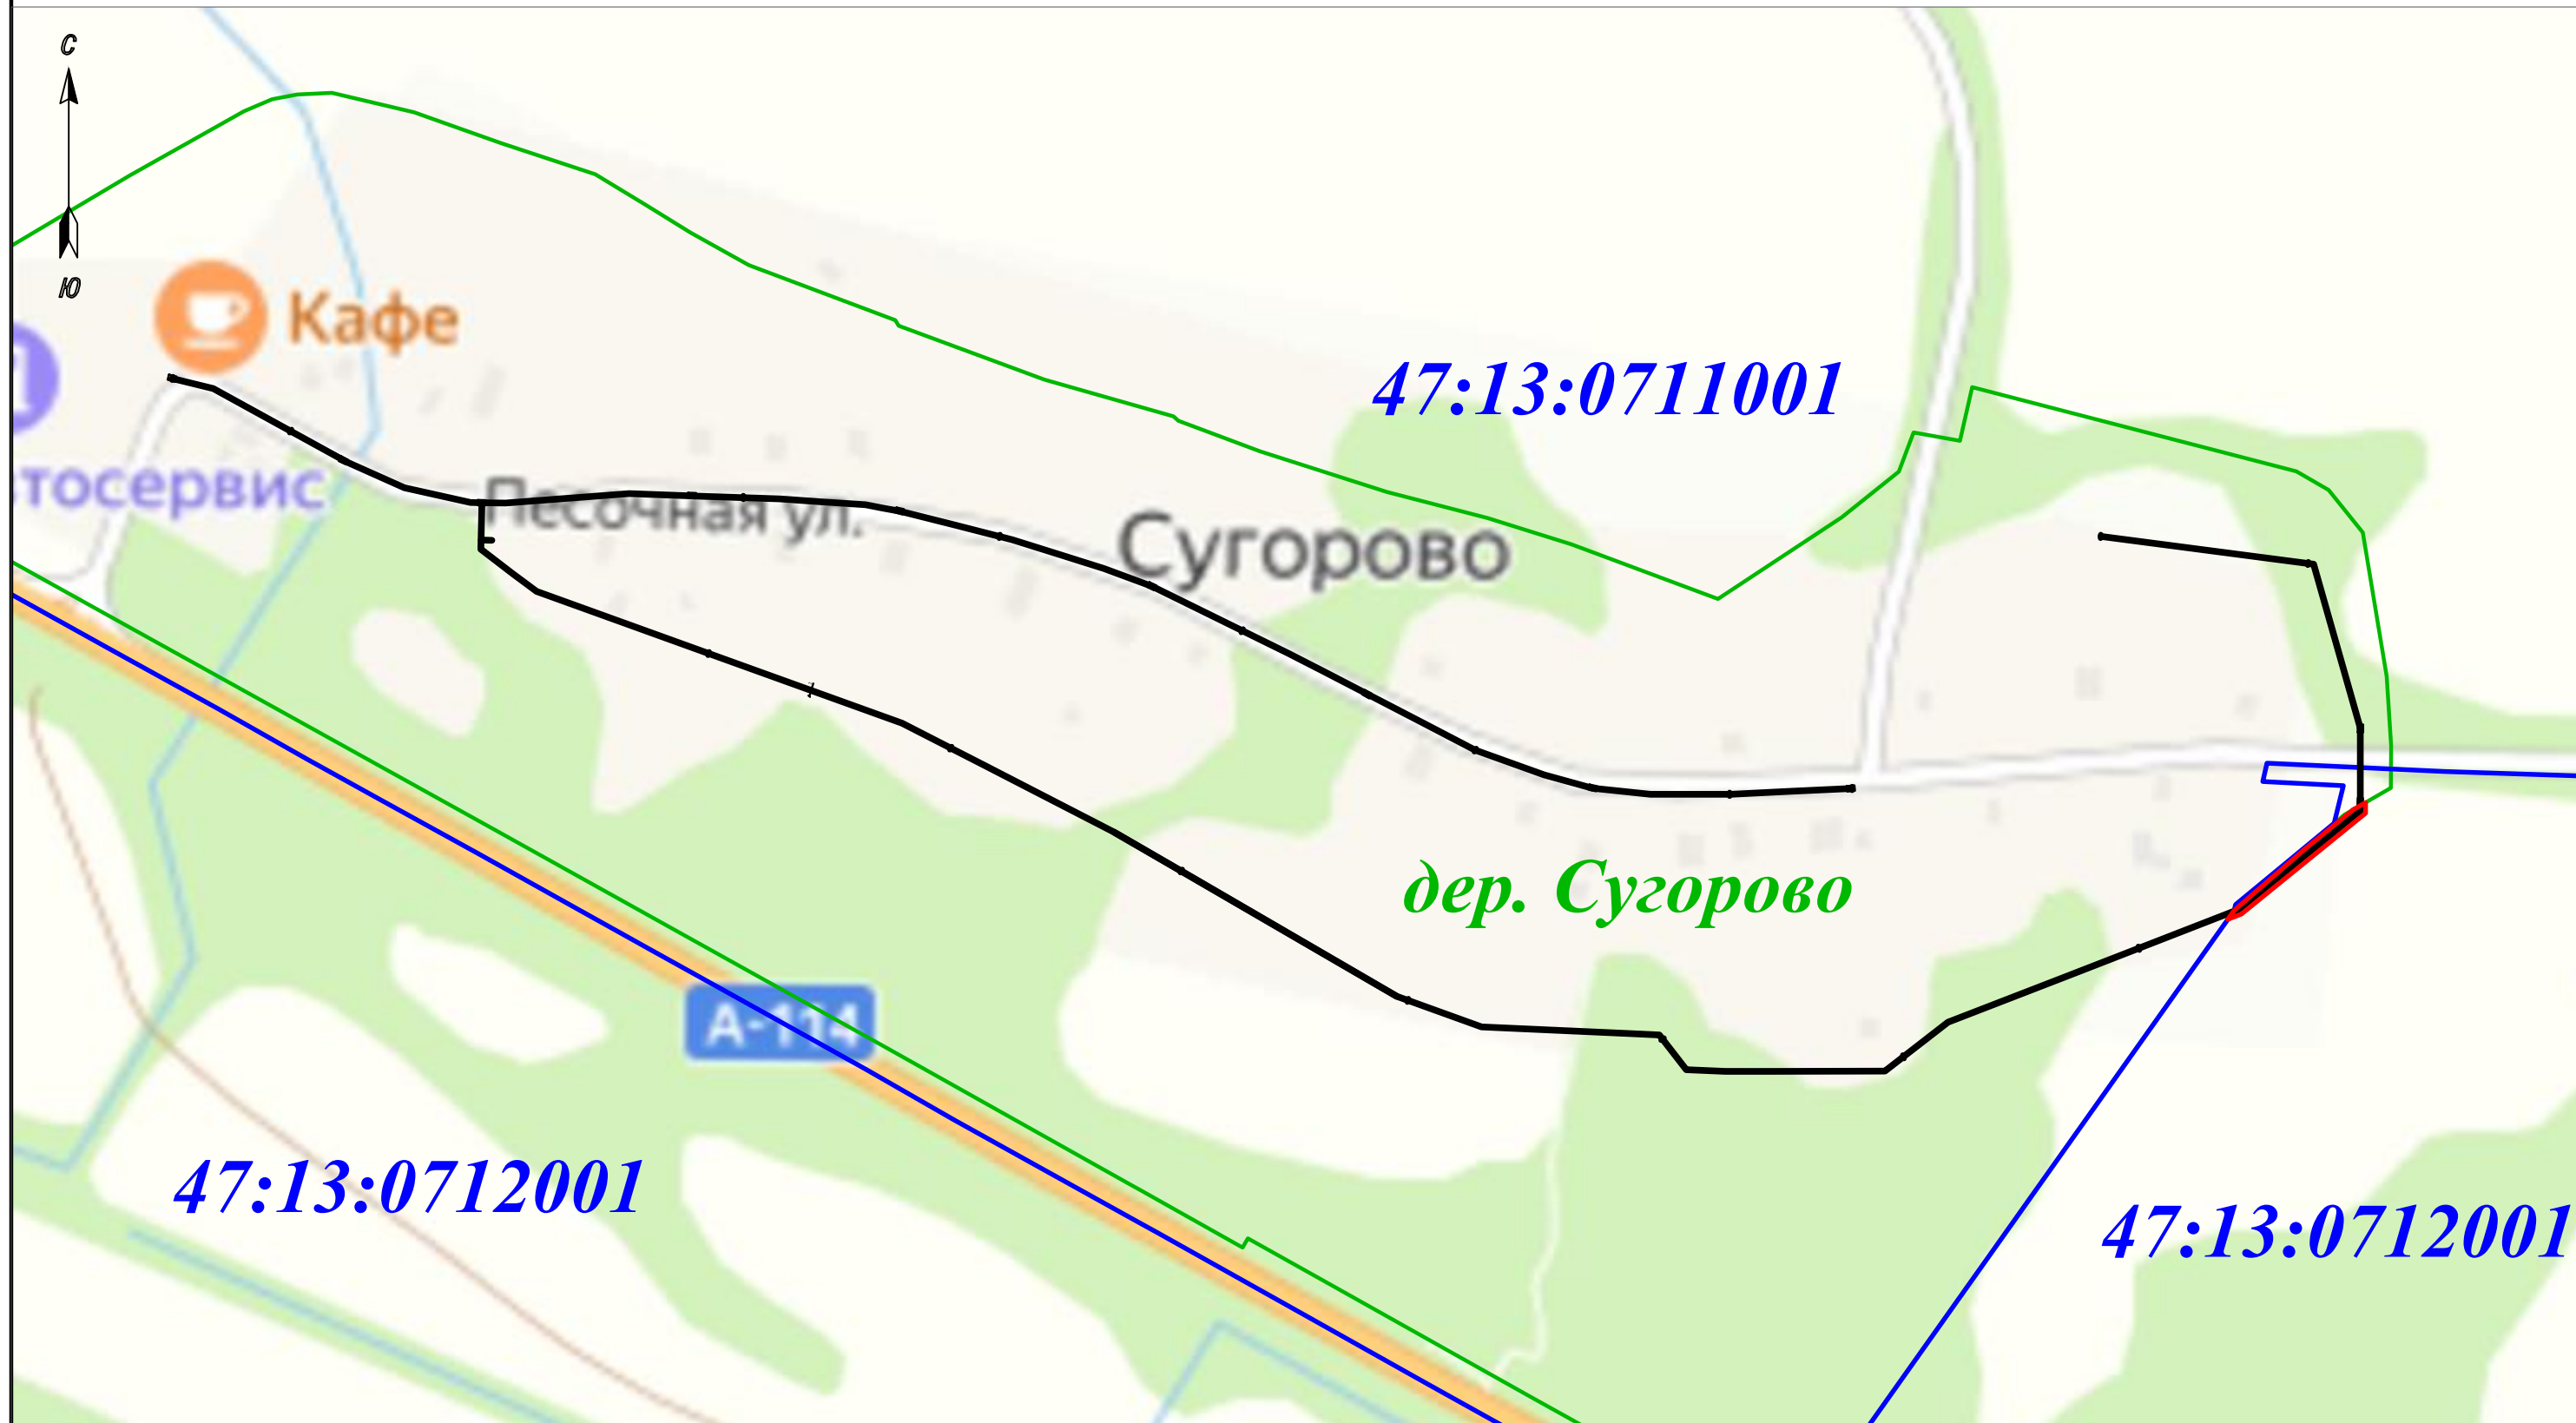 С
Ю
Кафе
47:13:0711001
тосервис
Песочная ул.
Сугорово
дер. Сугорово
А-114
47:13:0712001
47:13:0712001